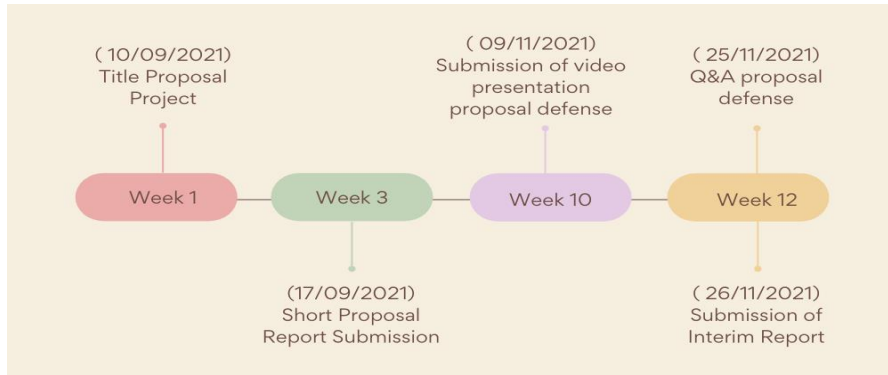 ( 10/09/2021)
Title Proposal
Project
( 09/11/2021)
Submission of video
presentation
proposal defense
( 25/11/2021)
Q&A proposal
defense
Week 1
Week 3
Week 10
Week 12
(17/09/2021)
Short Proposal
Report Submission
( 26/11/2021)
Submission of
Interim Report